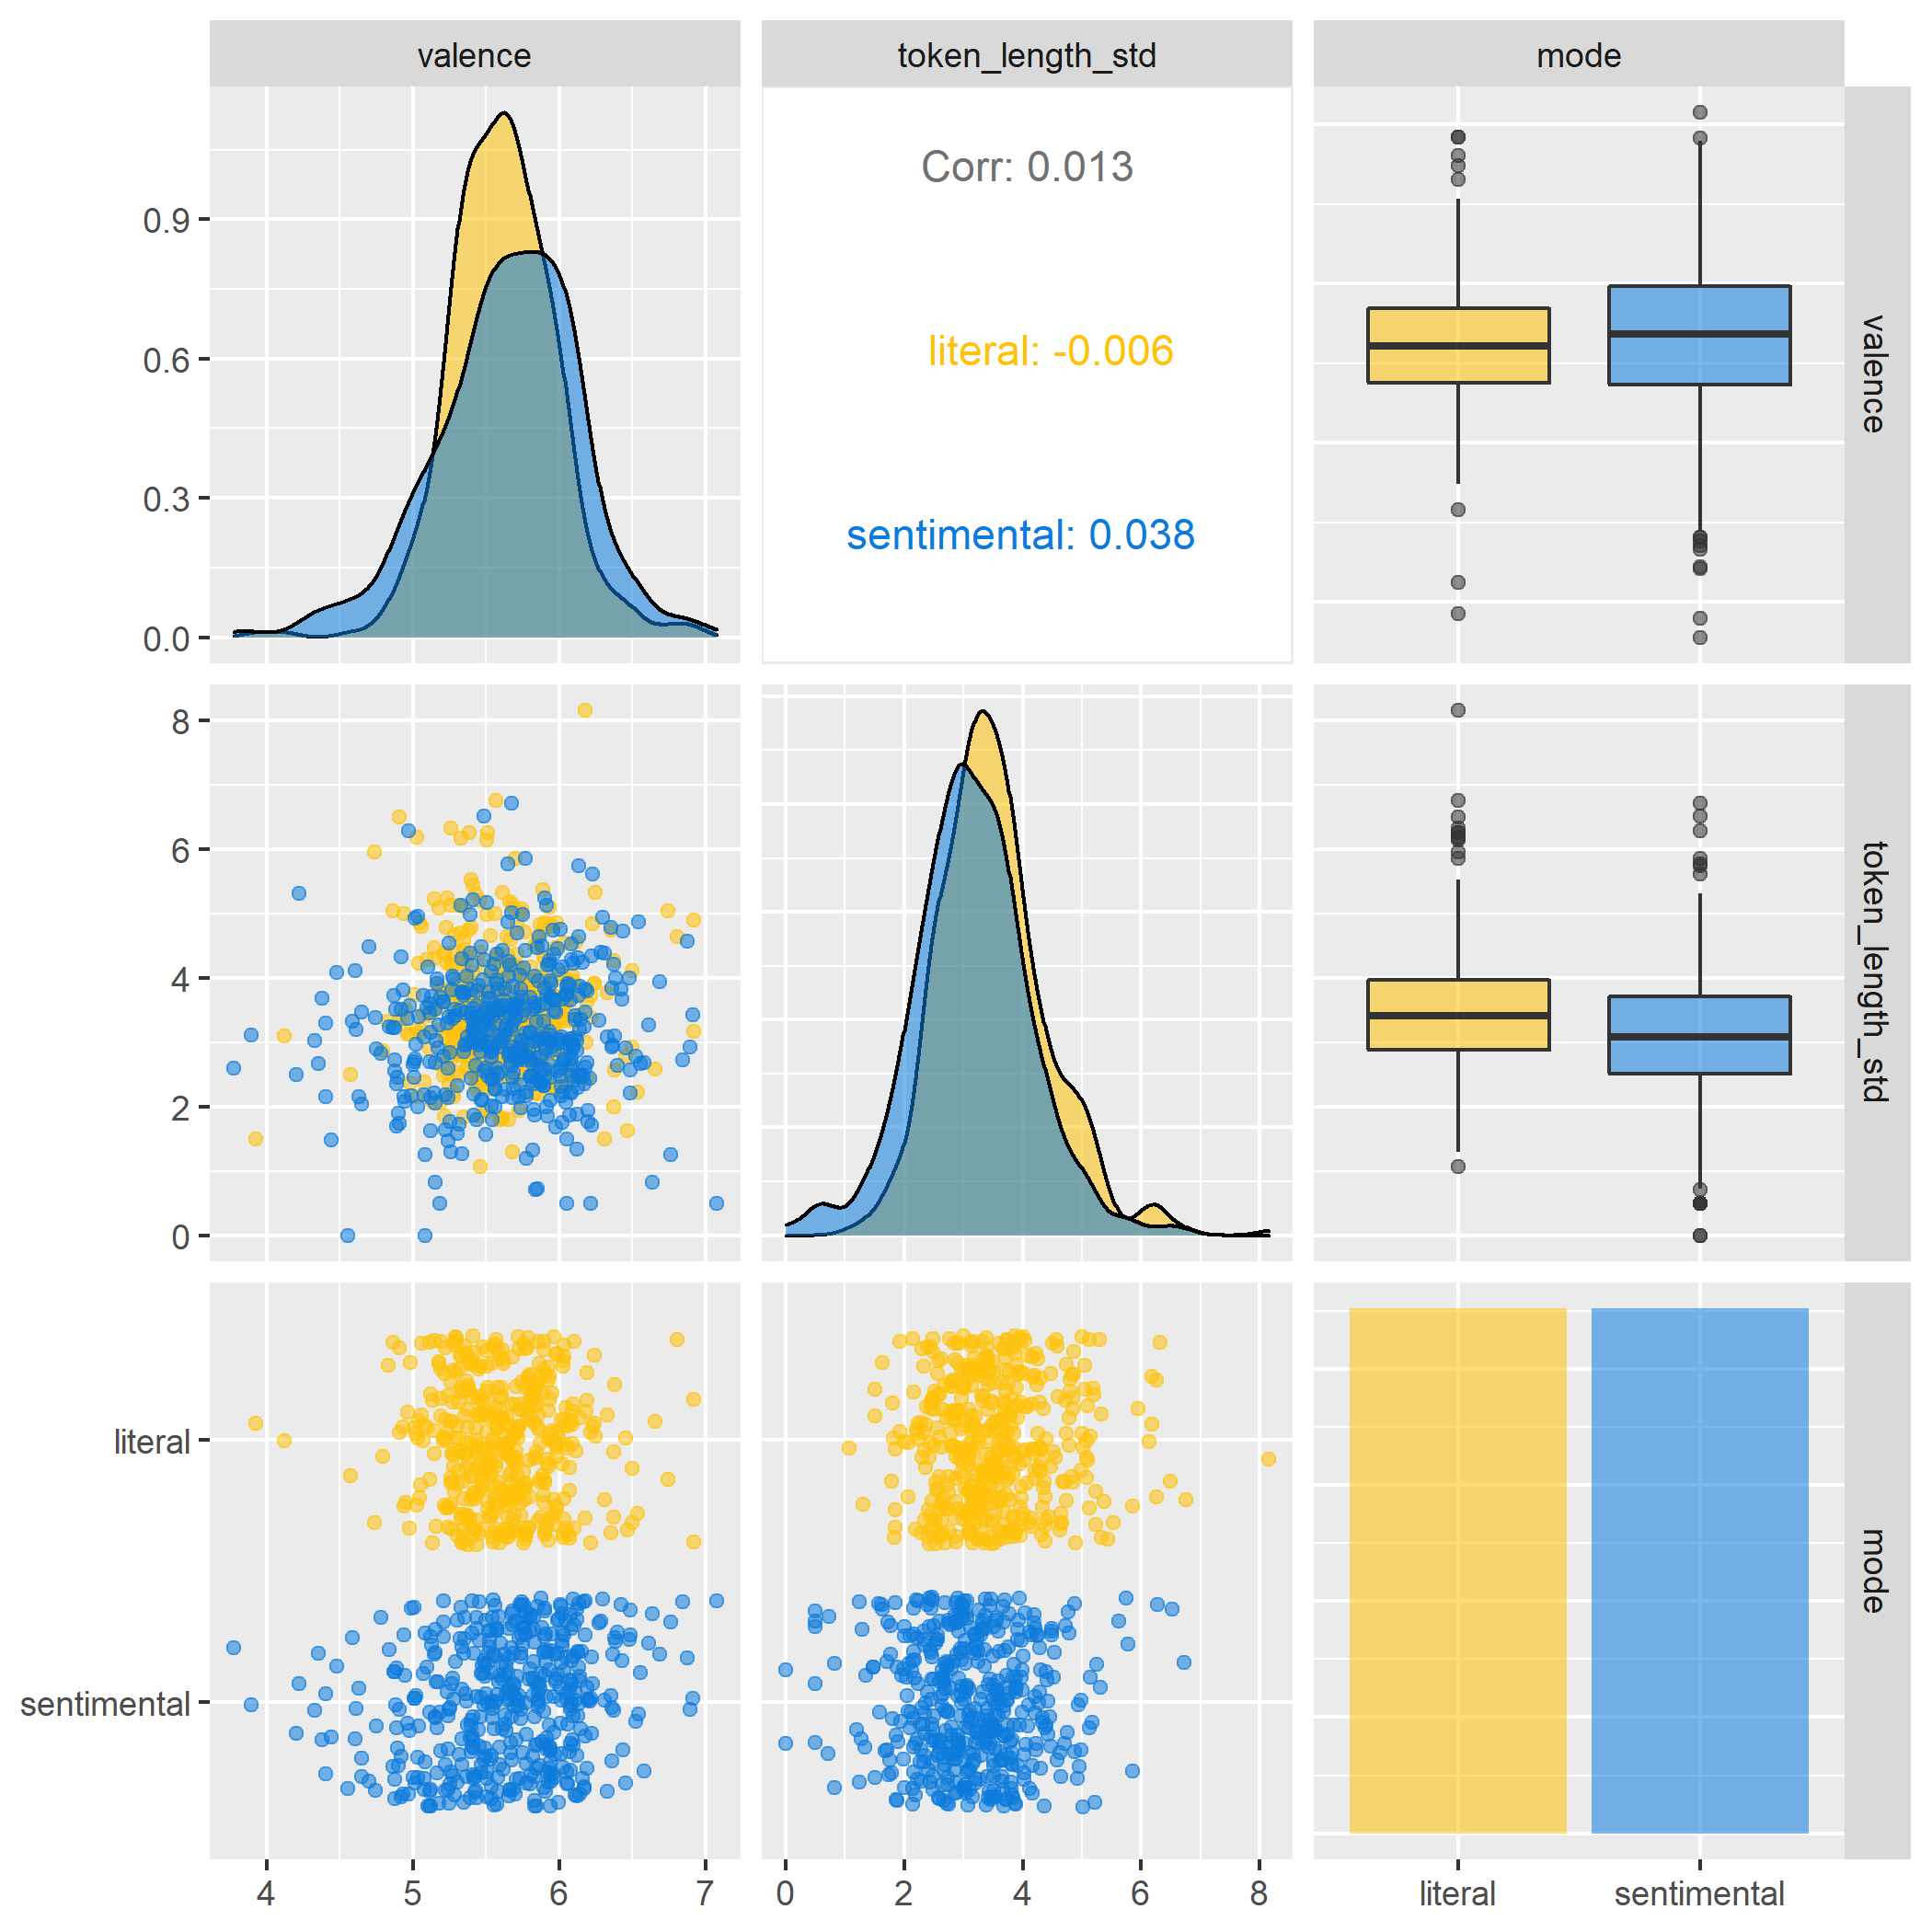 valence
token_length_std
mode
Corr: 0.013
literal: -0.006
sentimental: 0.038
0.9
0.6
0.3
0.0
valence
8
6
4
2
0
token_length_std
literal
sentimental
mode
4 5 6 7
0 2 4 6 8
literal sentimental